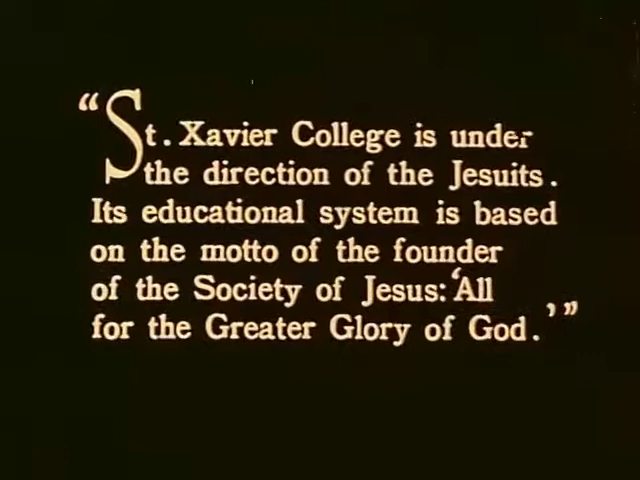 “St. Xavier College is under
the direction of the Jesuits.
Its educational system is based
on the motto of the founder
of the Society of Jesus: ‘All
for the Greater Glory of God.’”